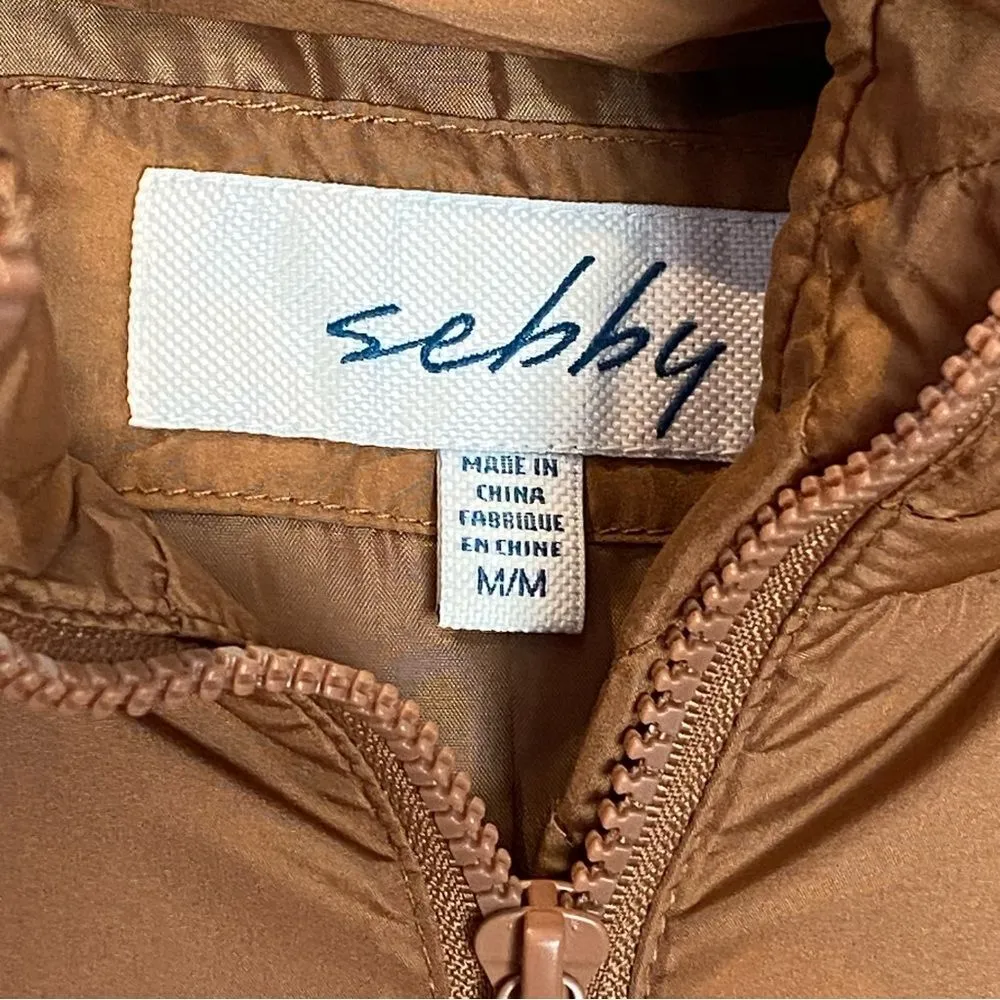 sebby
MADE IN
CHINA
FABRIQUE
EN CHINE
M/M